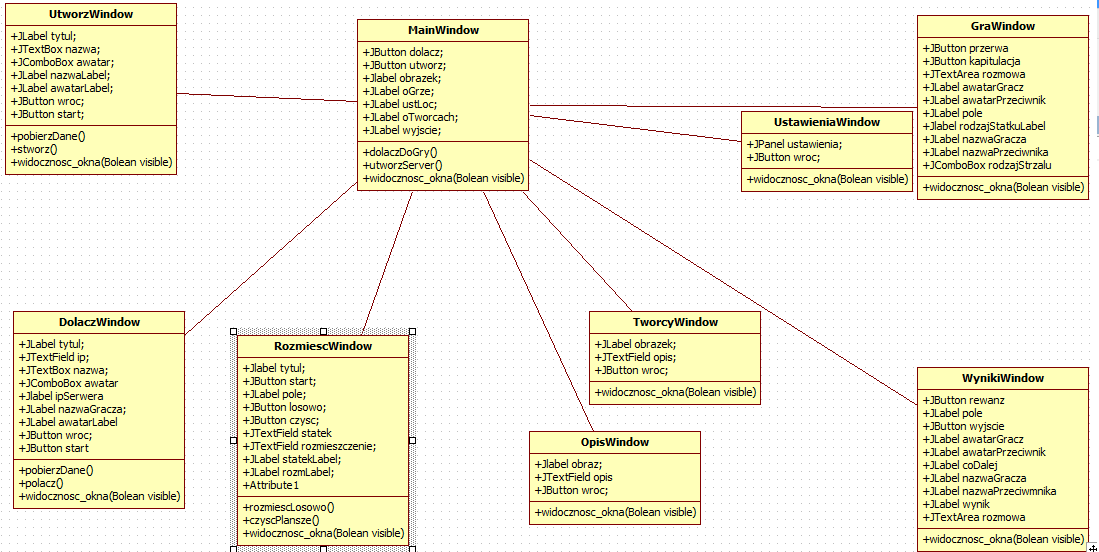 UtworzWindow
+JLabel tytul;
+JTextBox nazwa;
+JComboBox awatar;
+JLabel nazwaLabel;
+JLabel awatarLabel;
+JButton wroc;
+JButton start;
+pobierzDane()
+stworz()
+widocznosc_okna(Bolean visible)
MainWindow
+JButton dolacz;
+JButton utworz;
+Jlabel obrazek;
+JLabel oGrze;
+JLabel ustLoc;
+JLabel oTworcach;
+JLabel wyjscie;
+dolaczDoGry()
+utworzServer()
+widocznosc_okna(Bolean visible)
UstawieniaWindow
+JPanel ustawienia;
+JButton wroc;
+widocznosc_okna(Bolean visible)
GraWindow
+JButton przerwa
+JButton kapitulacja
+JTextArea rozmowa
+JLabel awatarGracz
+JLabel awatarPrzeciwnik
+JLabel pole
+Jlabel rodzajStatkuLabel
+JLabel nazwaGracza
+JLabel nazwaPrzeciwnika
+JComboBox rodzajStrzalu
+widocznosc_okna(Bolean visible)
DolaczWindow
+JLabel tytul;
+JTextField ip;
+JTextBox nazwa;
+JComboBox awatar
+Jlabel ipSerwera
+JLabel nazwaGracza;
+JLabel awatarLabel
+JButton wroc;
+JButton start
+pobierzDane()
+polacz()
+widocznosc_okna(Bolean visible)
RozmiescWindow
+Jlabel tytul;
+JButton start;
+JLabel pole;
+JButton losowo;
+JButton czysc;
+JTextField statek
+JTextField rozmieszczenie;
+JLabel statekLabel;
+JLabel rozmLabel;
+Attribute1
+rozmiescLosowo()
+czyscPlansze()
+widocznosc_okna(Bolean visible)
OpisWindow
+Jlabel obraz;
+JTextField opis
+JButton wroc;
+widocznosc_okna(Bolean visible)
TworcyWindow
+JLabel obrazek;
+JTextField opis;
+JButton wroc;
+widocznosc_okna(Bolean visible)
WynikiWindow
+JButton rewanz
+JLabel pole
+JButton wyjscie
+JLabel awatarGracz
+JLabel awatarPrzeciwnik
+JLabel coDalej
+JLabel nazwaGracza
+JLabel nazwaPrzeciwmnika
+JLabel wynik
+JTextArea rozmowa
+widocznosc_okna(Bolean visible)